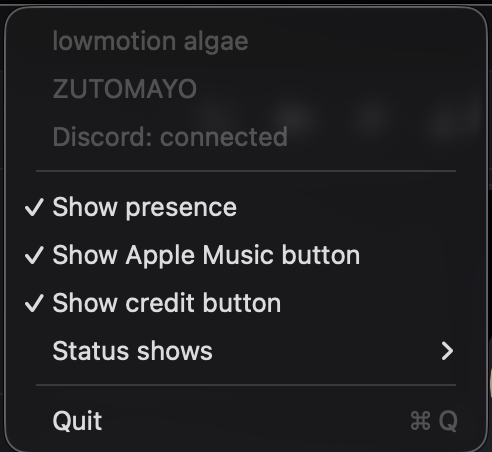 lowmotion algae
ZUTOMAYO
Discord: connected
✓ Show presence
✓ Show Apple Music button
✓ Show credit button
Status shows >
Quit ⌘ Q